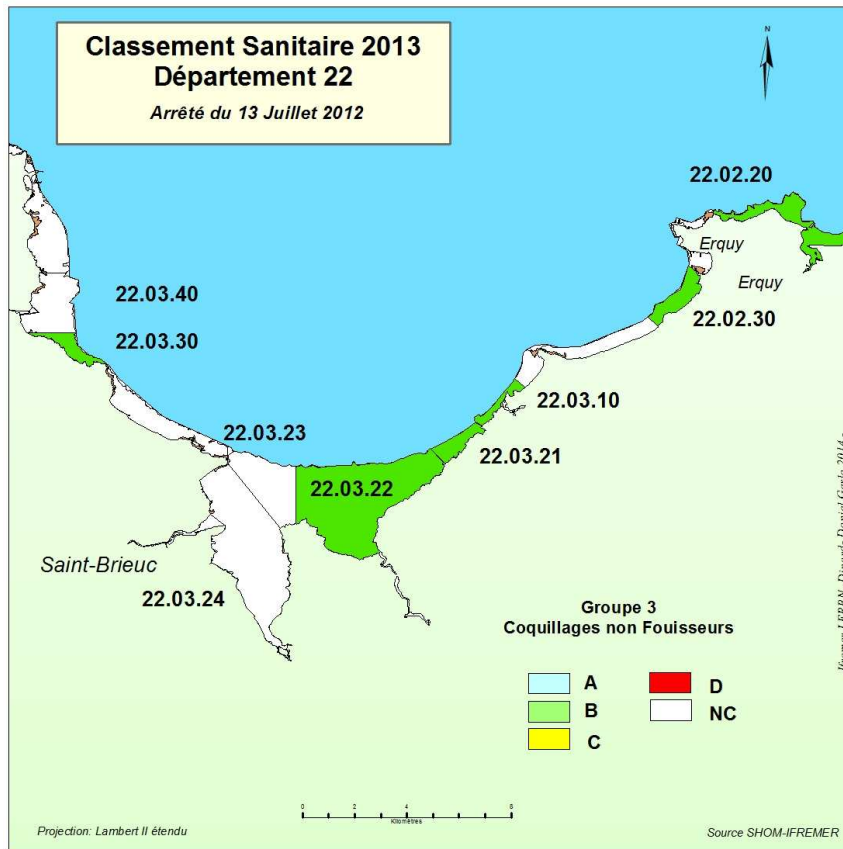 Classement Sanitaire 2013
Département 22
Arrêté du 13 Juillet 2012
N
22.02.20
Erquy
Erquy
22.03.40
22.02.30
22.03.30
22.03.10
22.03.23
22.03.21
22.03.22
Saint-Brieuc
22.03.24
Groupe 3
Coquillages non Fouisseurs
A
D
B
NC
C
0 2 4 6
Kilomètres
Projection: Lambert II étendu
Source SHOM-IFREMER